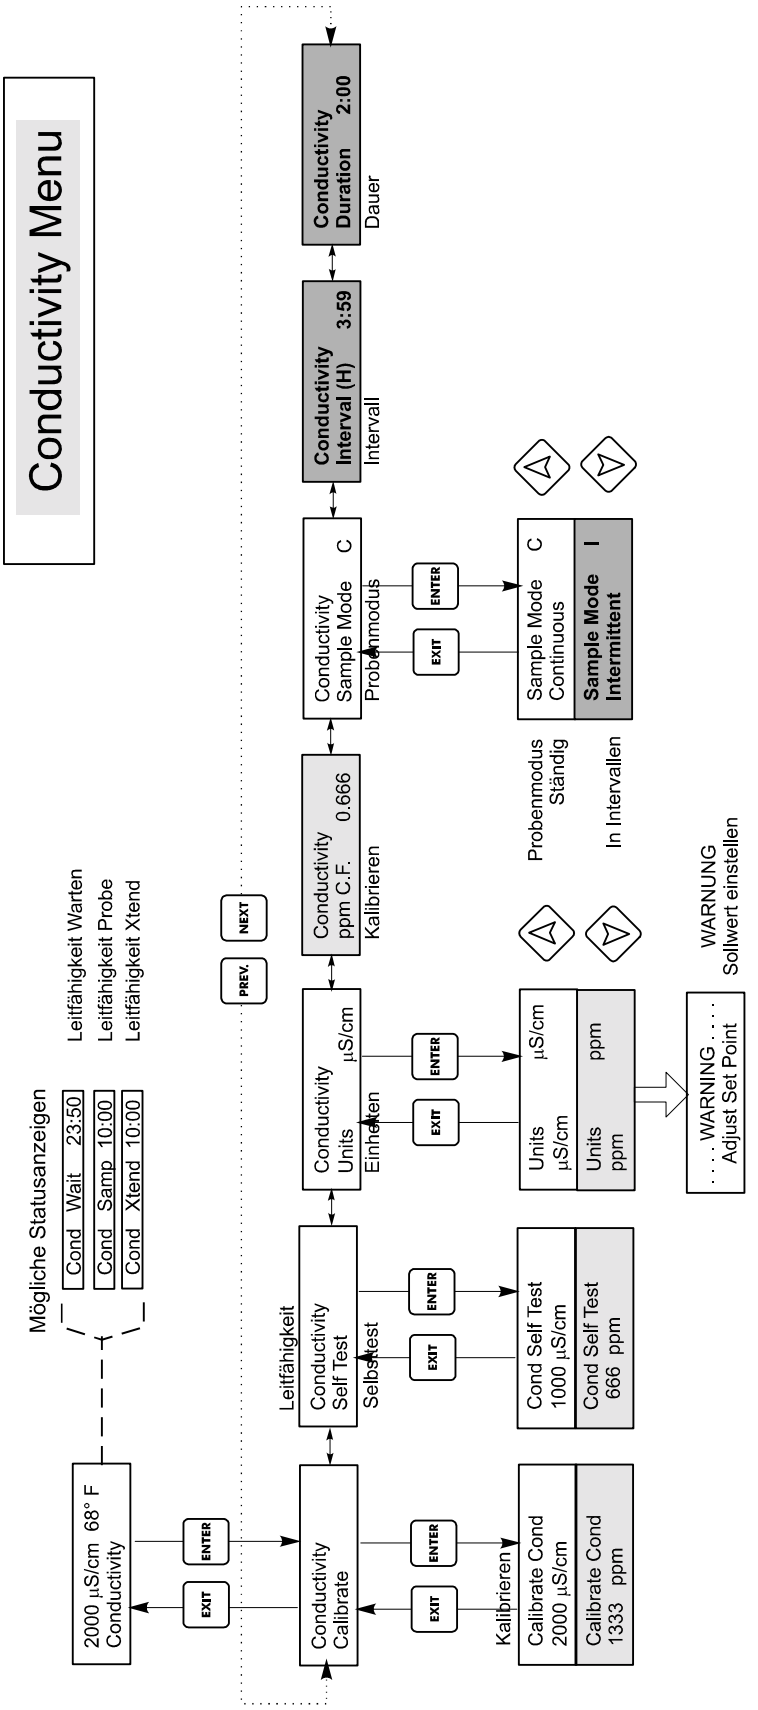 Conductivity Menu
Mögliche Statusanzeigen
Cond Wait 23:50
Leitfähigkeit Warten
Cond Samp 10:00
Leitfähigkeit Probe
Cond Xtend 10:00
Leitfähigkeit Xtend
2000 µS/cm 68° F
Conductivity
EXIT
ENTER
PREV.
NEXT
Conductivity
Calibrate
Leitfähigkeit
Conductivity
Self Test
Selbsttest
Conductivity
Units µS/cm
Einheiten
Conductivity
ppm C.F. 0.666
Kalibrieren
Conductivity
Sample Mode C
Probenmodus
Conductivity
Interval (H) 3:59
Intervall
Conductivity
Duration 2:00
Dauer
EXIT
ENTER
EXIT
ENTER
EXIT
ENTER
EXIT
ENTER
Kalibrieren
Calibrate Cond
2000 µS/cm
Calibrate Cond
1333 ppm
Cond Self Test
1000 µS/cm
Cond Self Test
666 ppm
Units µS/cm
µS/cm
Units ppm
ppm
Probenmodus
Ständig
In Intervallen
Sample Mode C
Continuous
Sample Mode I
Intermittent
. . . . WARNING . . . .
Adjust Set Point
WARNUNG
Sollwert einstellen